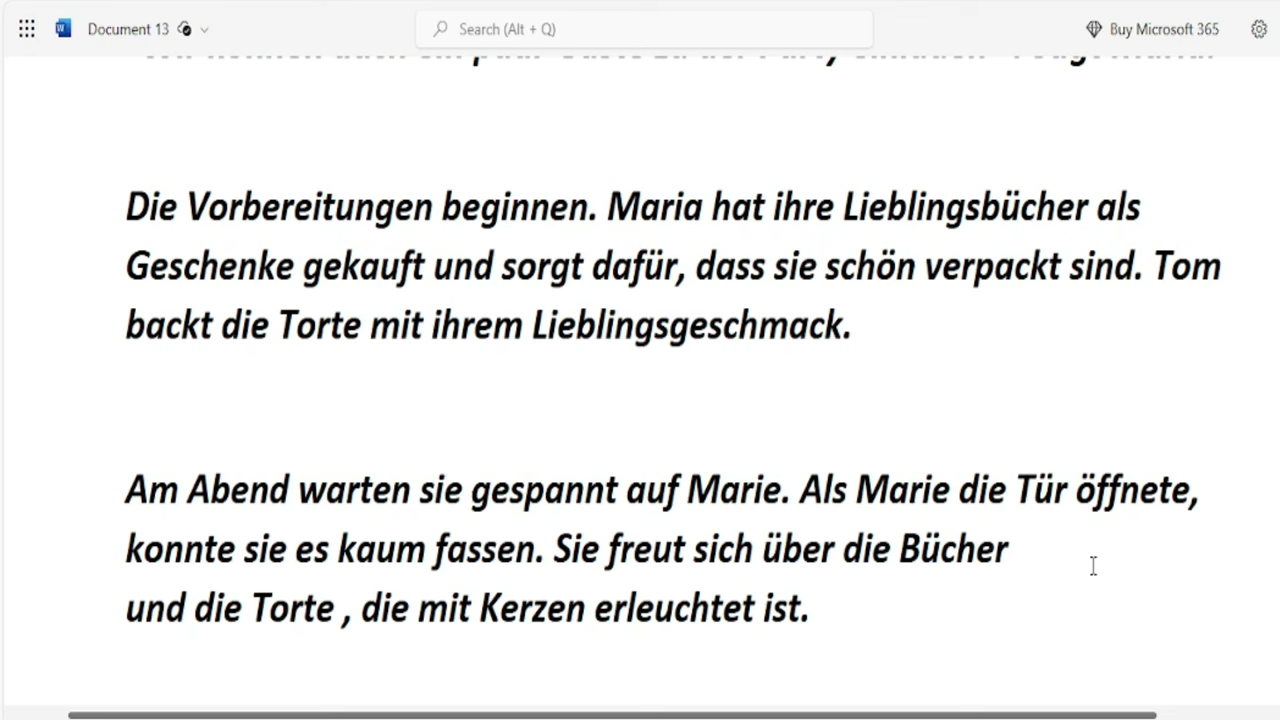 Document 13
Search (Alt + Q)
Buy Microsoft 365
Die Vorbereitungen beginnen. Maria hat ihre Lieblingsbücher als
Geschenke gekauft und sorgt dafür, dass sie schön verpackt sind. Tom
backt die Torte mit ihrem Lieblingsgeschmack.
Am Abend warten sie gespannt auf Marie. Als Marie die Tür öffnete,
konnte sie es kaum fassen. Sie freut sich über die Bücher
und die Torte , die mit Kerzen erleuchtet ist.